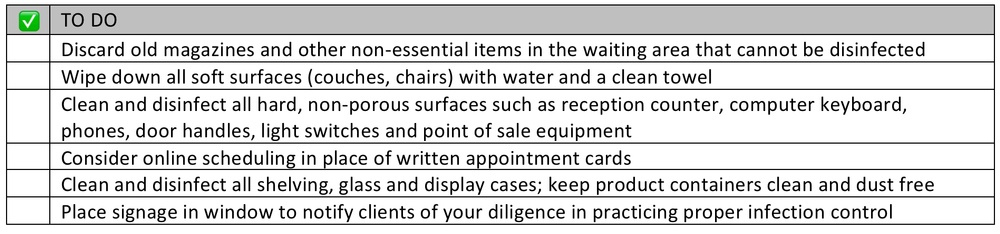 ✅ TO DO
Discard old magazines and other non-essential items in the waiting area that cannot be disinfected
Wipe down all soft surfaces (couches, chairs) with water and a clean towel
Clean and disinfect all hard, non-porous surfaces such as reception counter, computer keyboard,
phones, door handles, light switches and point of sale equipment
Consider online scheduling in place of written appointment cards
Clean and disinfect all shelving, glass and display cases; keep product containers clean and dust free
Place signage in window to notify clients of your diligence in practicing proper infection control